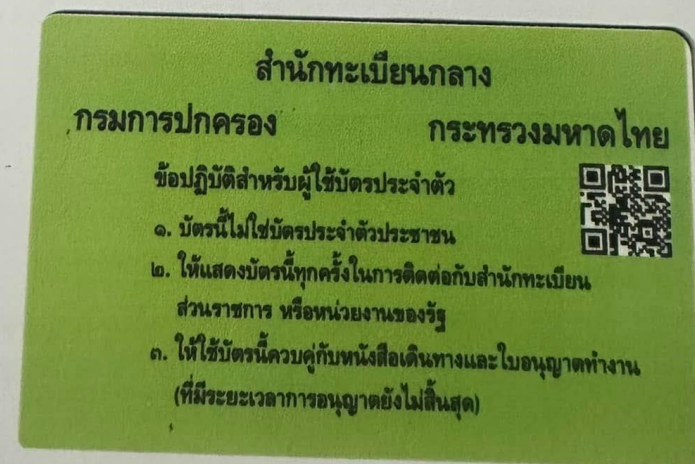 สำนักทะเบียนกลาง
กรมการปกครอง กระทรวงมหาดไทย
ข้อปฏิบัติสำหรับผู้ใช้บัตรประจำตัว
๑. บัตรนี้ไม่ใช่บัตรประจำตัวประชาชน
๒. ให้แสดงบัตรนี้ทุกครั้งในการติดต่อกับสำนักทะเบียน
ส่วนราชการ หรือหน่วยงานของรัฐ
๓. ให้ใช้บัตรนี้ควบคู่กับหนังสือเดินทางและใบอนุญาตทำงาน
(ที่มีระยะเวลาการอนุญาตยังไม่สิ้นสุด)